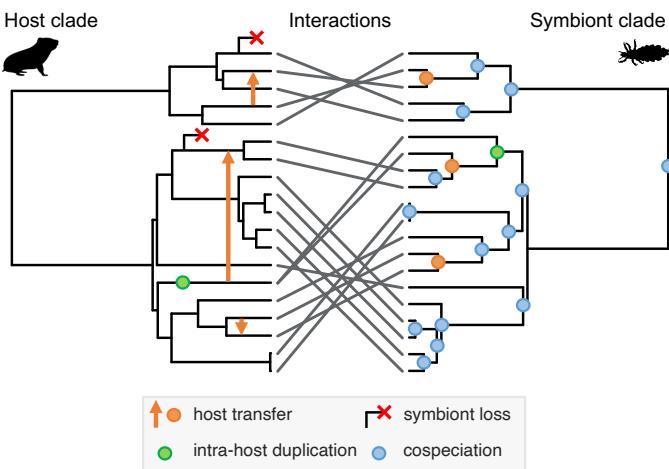 Host clade Interactions Symbiont clade
host transfer symbiont loss
intra-host duplication cospeciation